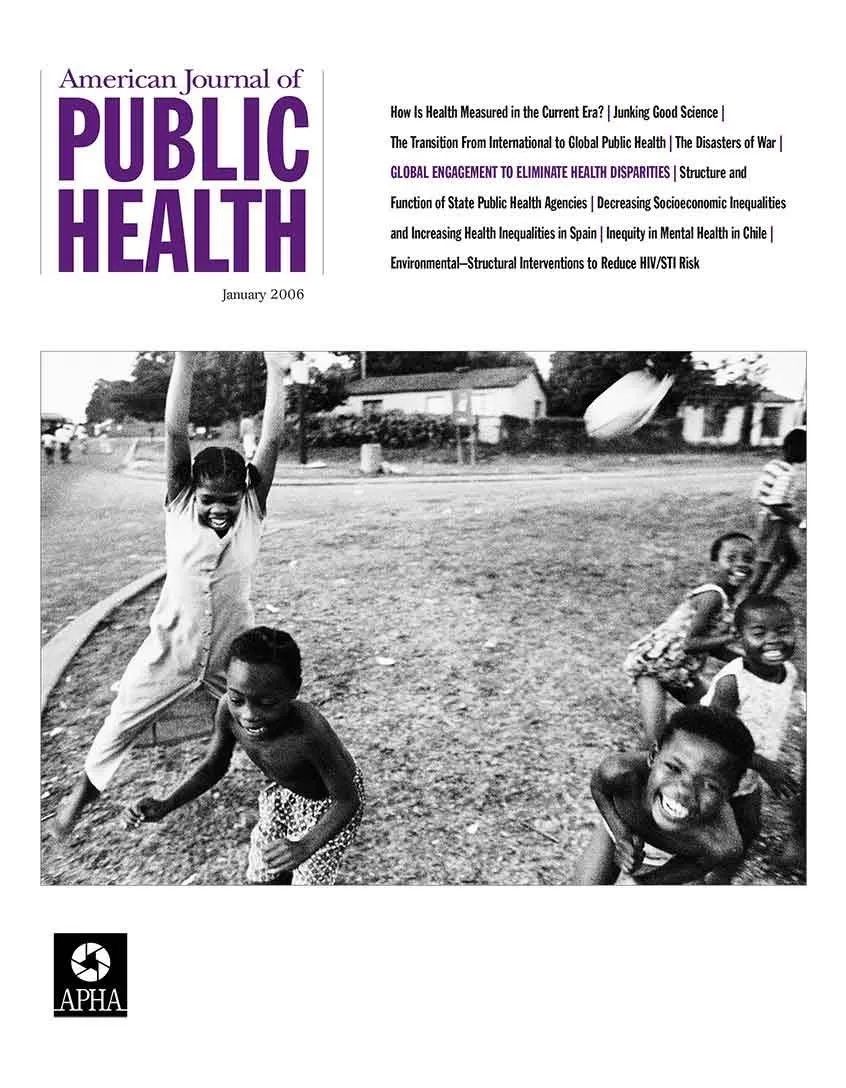 American Journal of
PUBLIC
HEALTH
January 2006
How Is Health Measured in the Current Era? | Junking Good Science |
The Transition From International to Global Public Health | The Disasters of War |
GLOBAL ENGAGEMENT TO ELIMINATE HEALTH DISPARITIES | Structure and
Function of State Public Health Agencies | Decreasing Socioeconomic Inequalities
and Increasing Health Inequalities in Spain | Inequity in Mental Health in Chile |
Environmental–Structural Interventions to Reduce HIV/STI Risk
APHA